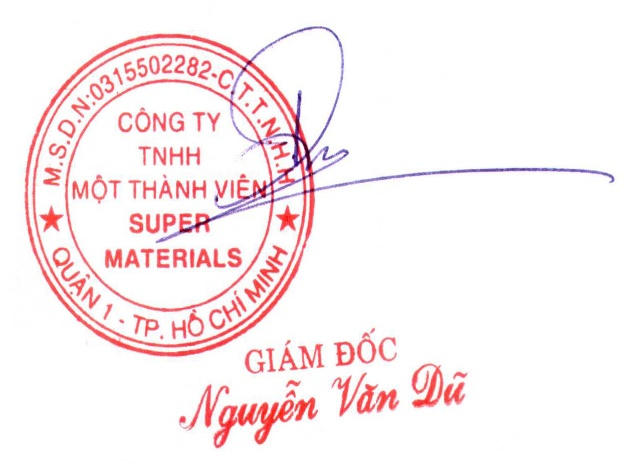 M.S.D.N:0315502282-C.T.T.N.H.H
CÔNG TY
TNHH
MỘT THÀNH VIÊN
SUPER
MATERIALS
QUẬN 1 - TP. HỒ CHÍ MINH
GIÁM ĐỐC
Nguyễn Văn Dũ